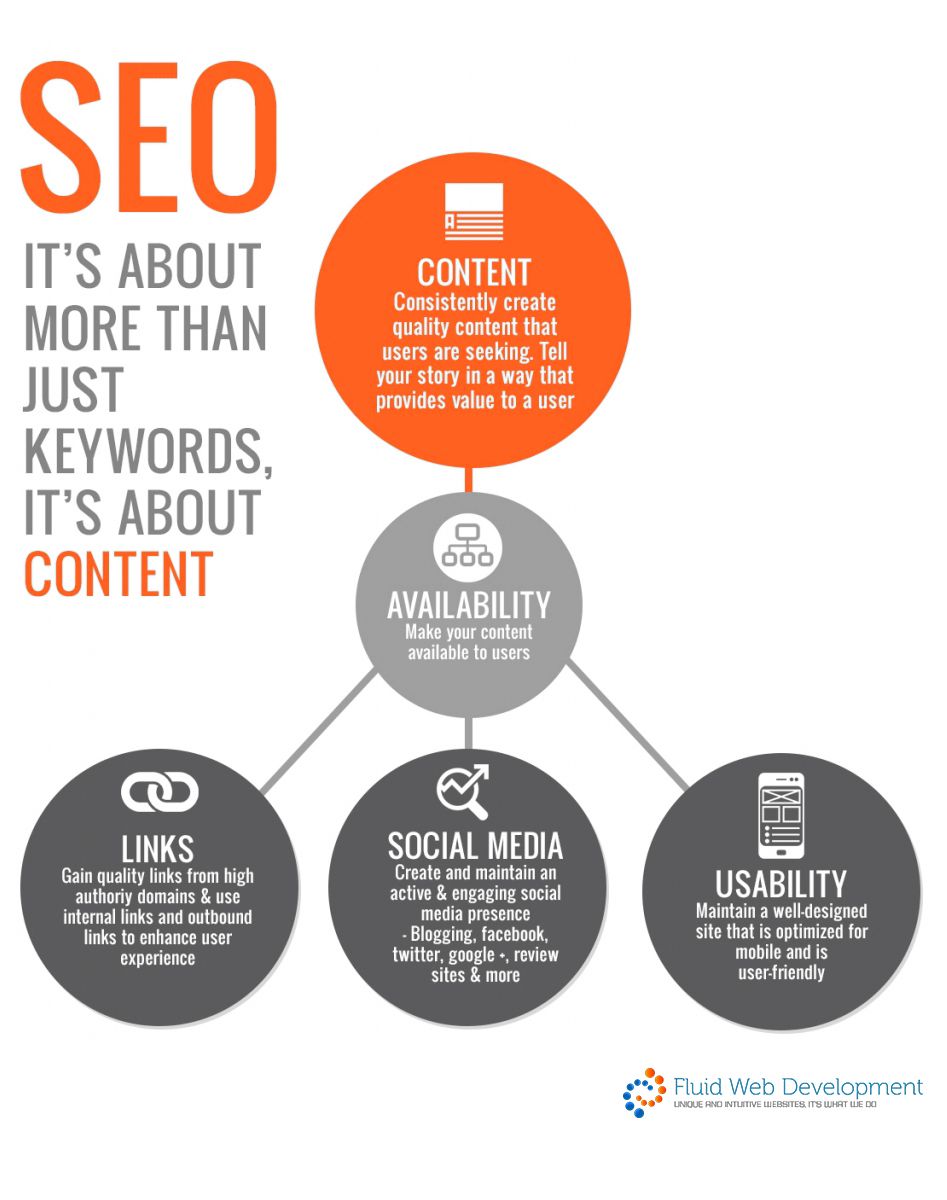 SEO
IT'S ABOUT
MORE THAN
JUST
KEYWORDS,
IT'S ABOUT
CONTENT
A
CONTENT
Consistently create
quality content that
users are seeking. Tell
your story in a way that
provides value to a user
AVAILABILITY
Make your content
available to users
LINKS
Gain quality links from high
authoriy domains & use
internal links and outbound
links to enhance user
experience
SOCIAL MEDIA
Create and maintain an
active & engaging social
media presence
- Blogging, facebook,
twitter, google +, review
sites & more
USABILITY
Maintain a well-designed
site that is optimized for
mobile and is
user-friendly
Fluid Web Development
UNIQUE AND INTUITIVE WEBSITES, IT'S WHAT WE DO